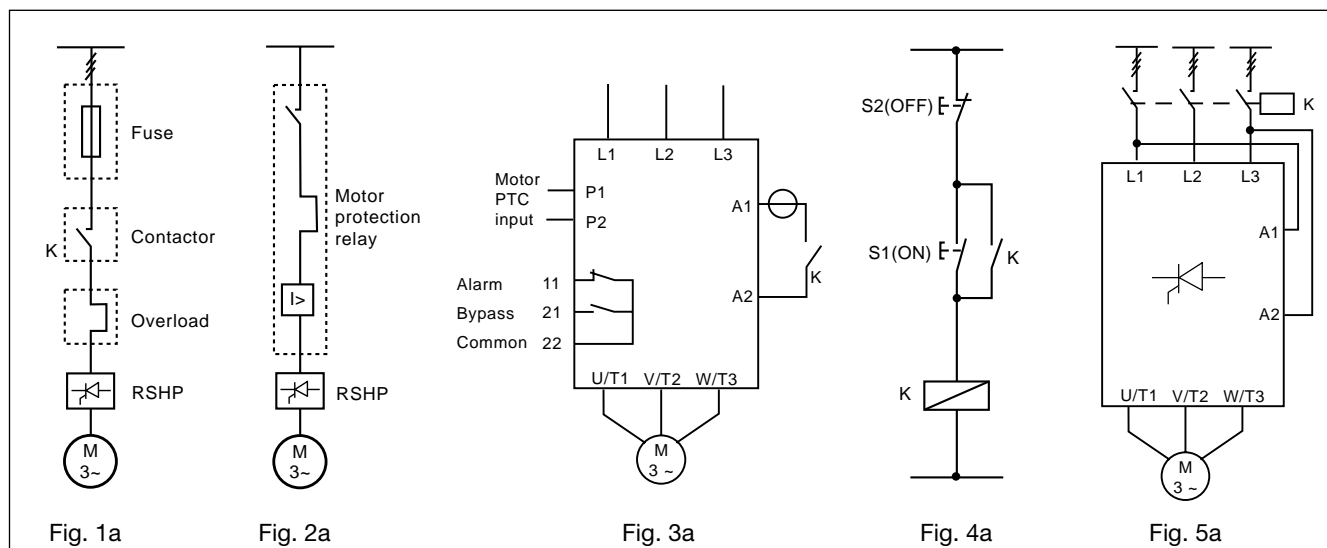 Fuse
K
Contactor
Overload
RSHP
M
3~
Fig. 1a
Motor
protection
relay
I>
RSHP
M
3~
Fig. 2a
L1 L2 L3
Motor
PTC
input
P1
P2
A1
K
A2
Alarm 11
Bypass 21
Common 22
U/T1 V/T2 W/T3
M
3 ~
Fig. 3a
S2(OFF)
S1(ON)
K
K
Fig. 4a
K
L1 L2 L3
A1
A2
U/T1 V/T2 W/T3
M
3 ~
Fig. 5a